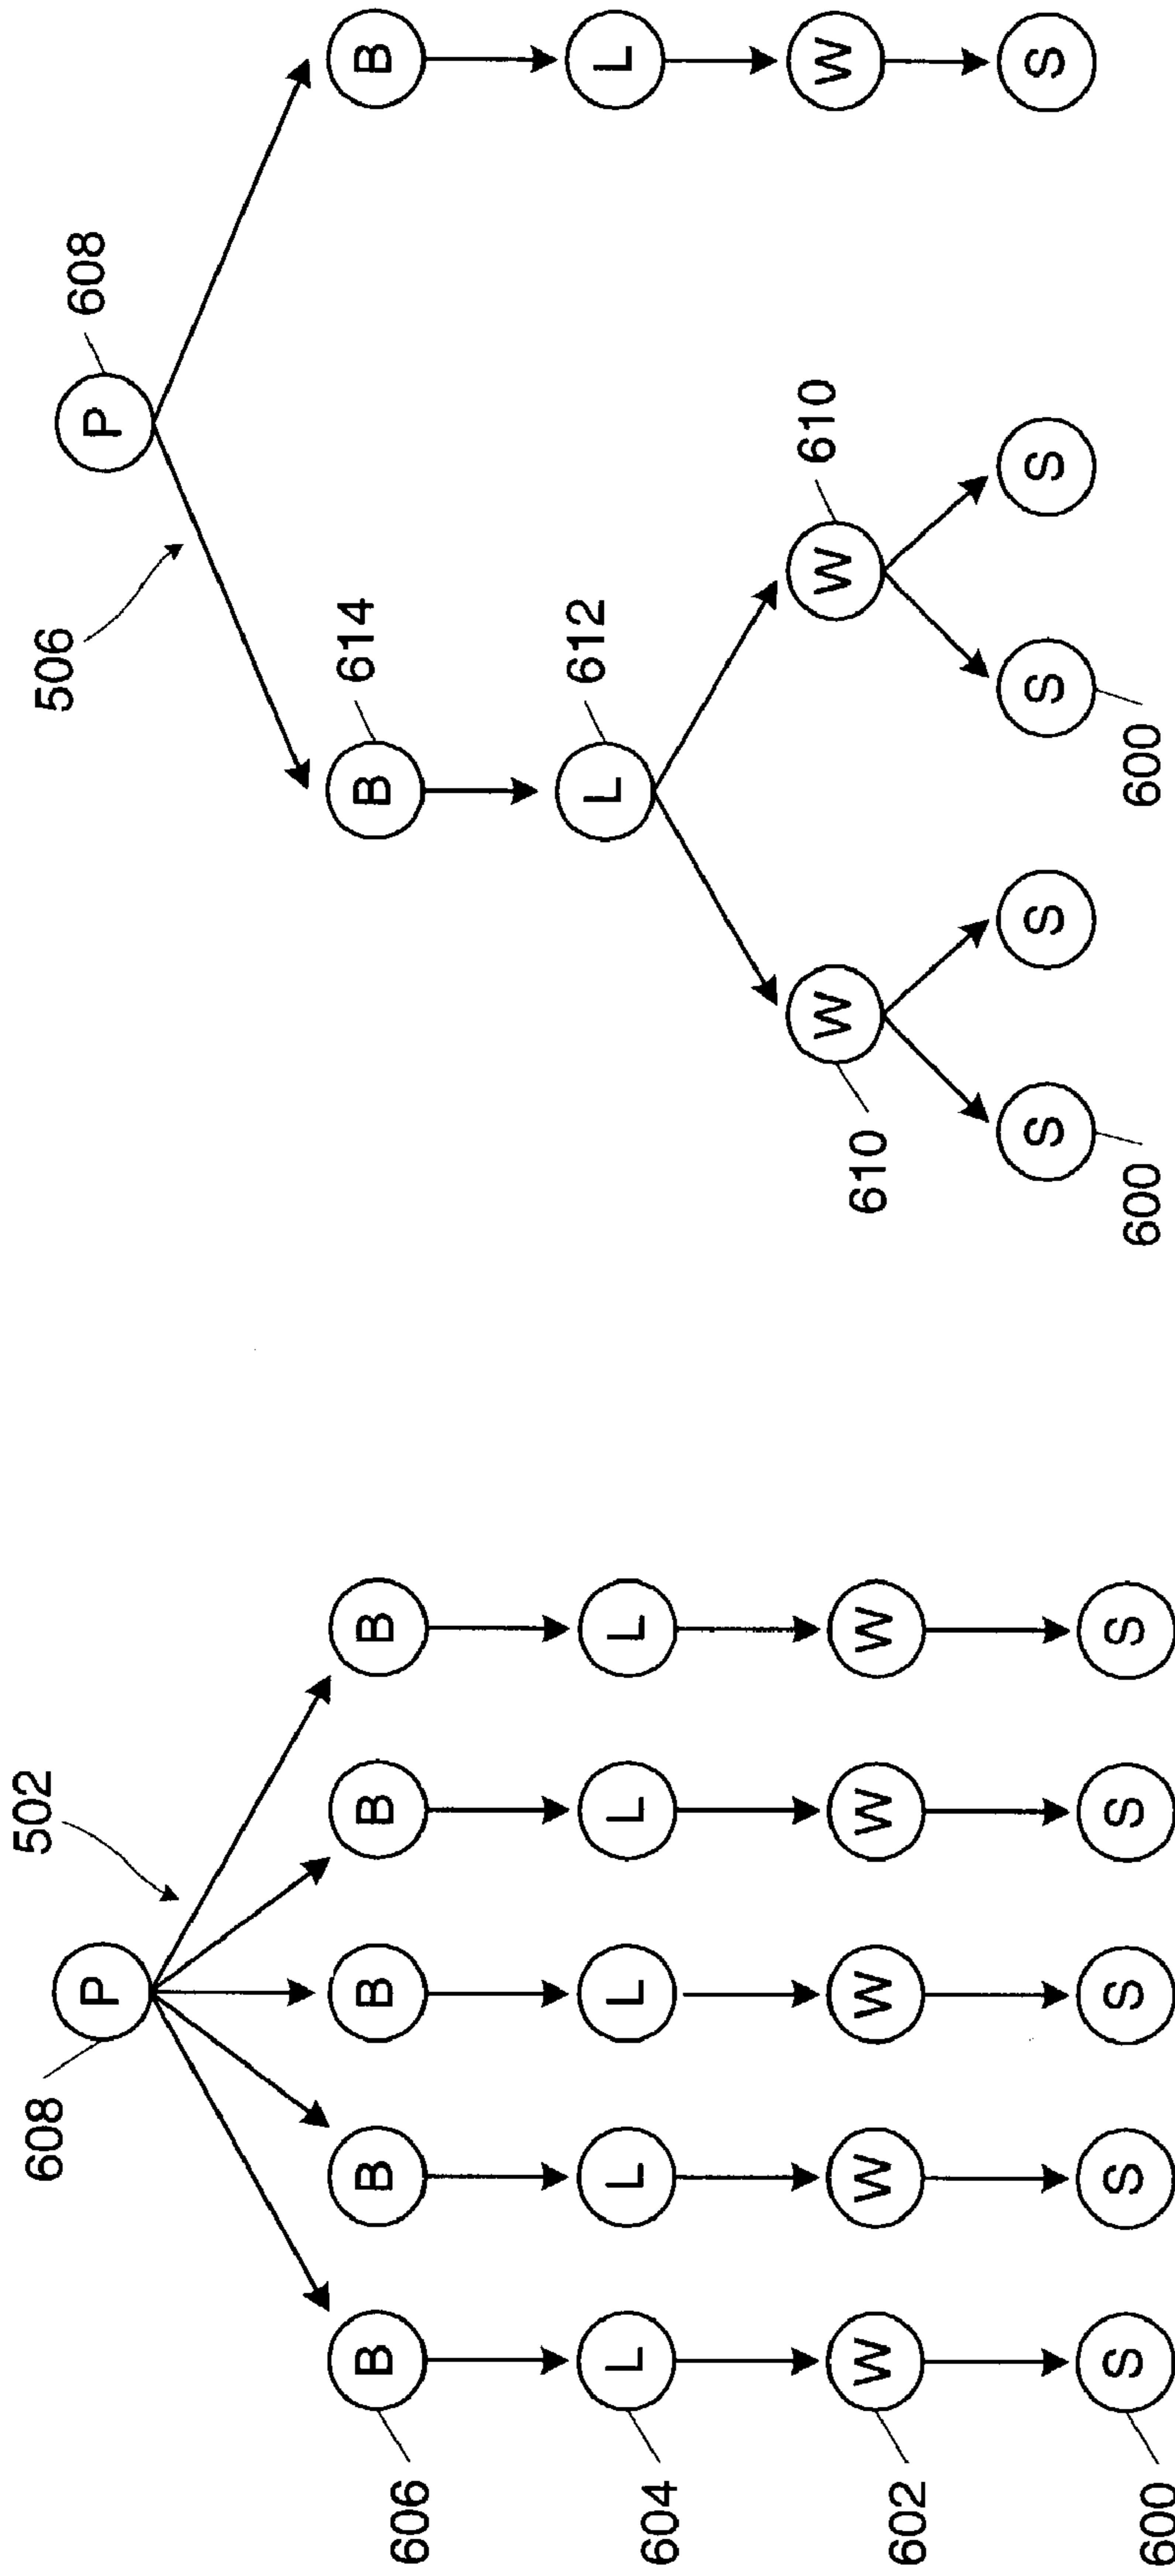 608 502
P
B B B B B
606
L L L L L
604
W W W W W
602
S S S S S
600
506 608
P
614
B B
612
L L
610
W W W
610
S S S S S
600 600